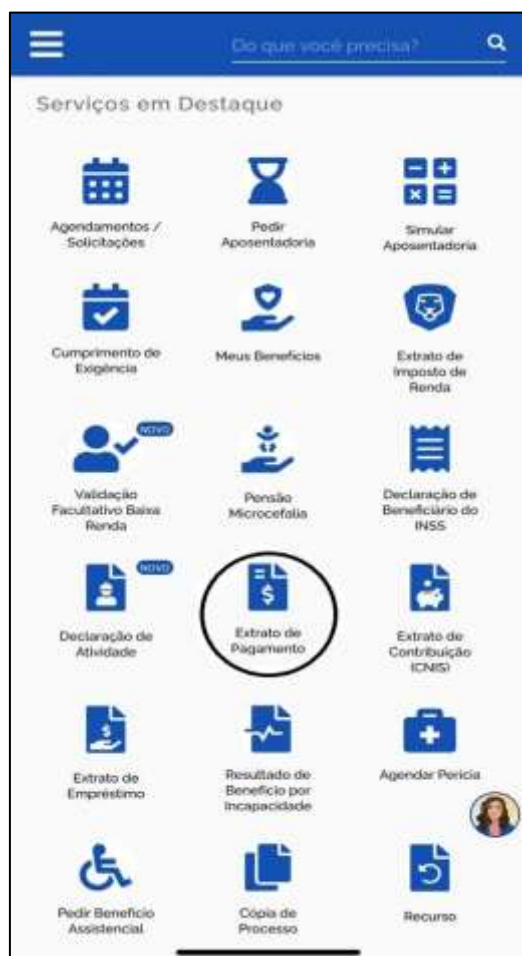 Do que você precisa?
Serviços em Destaque
Agendamentos /
Solicitações
Pedir
Aposentadoria
Simular
Aposentadoria
Cumprimento de
Exigência
Meus Benefícios
Extrato de
Imposto de
Renda
NOVO
Validação
Facultativo Baixa
Renda
Pensão
Microcefalia
Declaração de
Beneficiário do
INSS
NOVO
Declaração de
Atividade
Extrato de
Pagamento
Extrato de
Contribuição
(CNIS)
Extrato de
Empréstimo
Resultado de
Benefício por
Incapacidade
Agendar Perícia
Pedir Benefício
Assistencial
Cópia de
Processo
Recurso